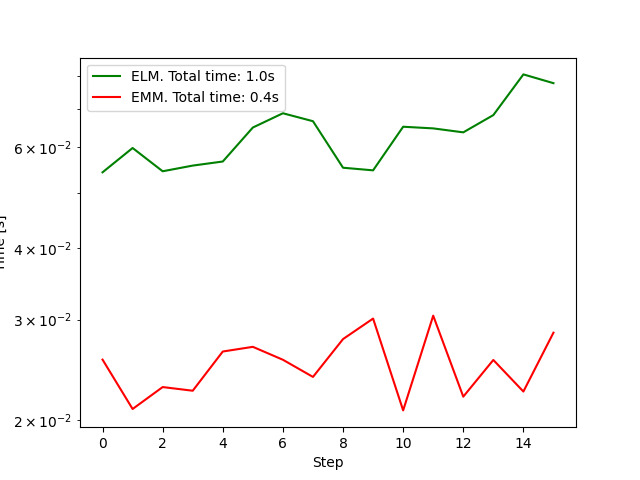 ELM. Total time: 1.0s
EMM. Total time: 0.4s
6 × 10⁻²
4 × 10⁻²
3 × 10⁻²
2 × 10⁻²
Time [s]
0 2 4 6 8 10 12 14
Step